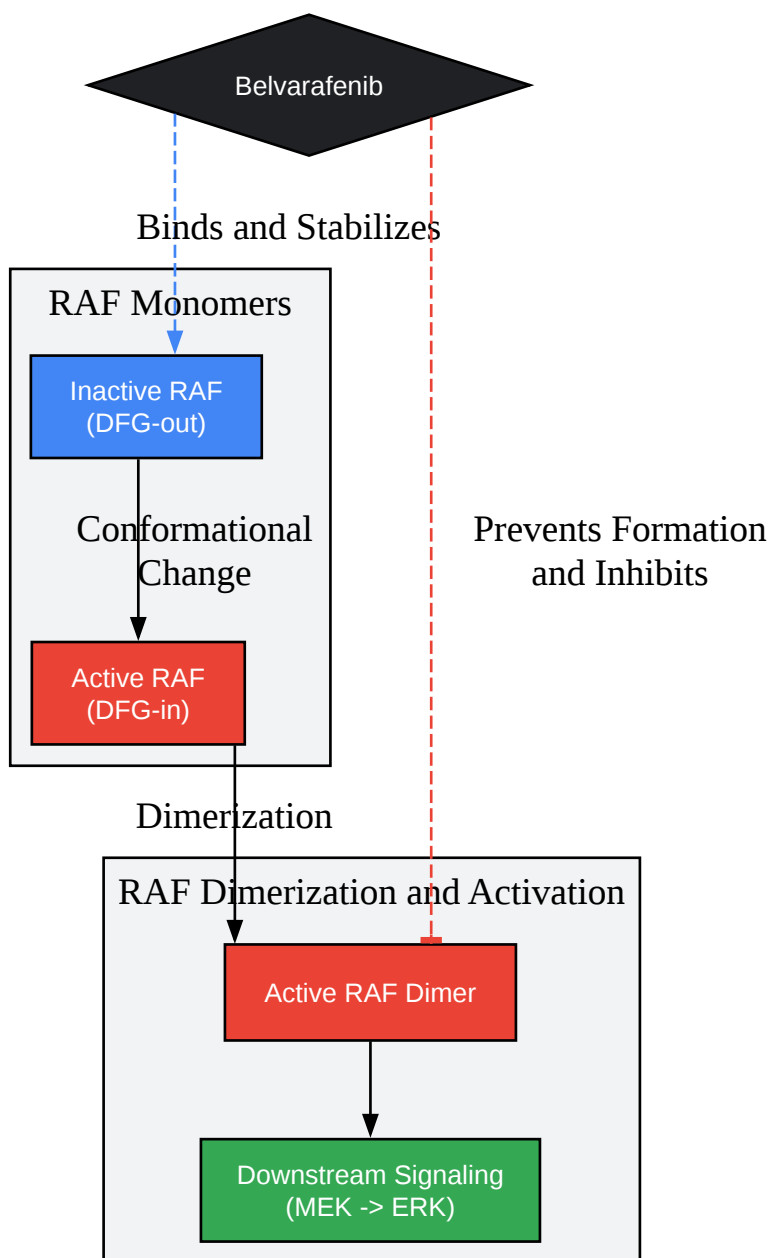 Belvarafenib
Binds and Stabilizes
RAF Monomers
Inactive RAF
(DFG-out)
Conformational
Change
Prevents Formation
and Inhibits
Active RAF
(DFG-in)
Dimerization
RAF Dimerization and Activation
Active RAF Dimer
Downstream Signaling
(MEK -> ERK)